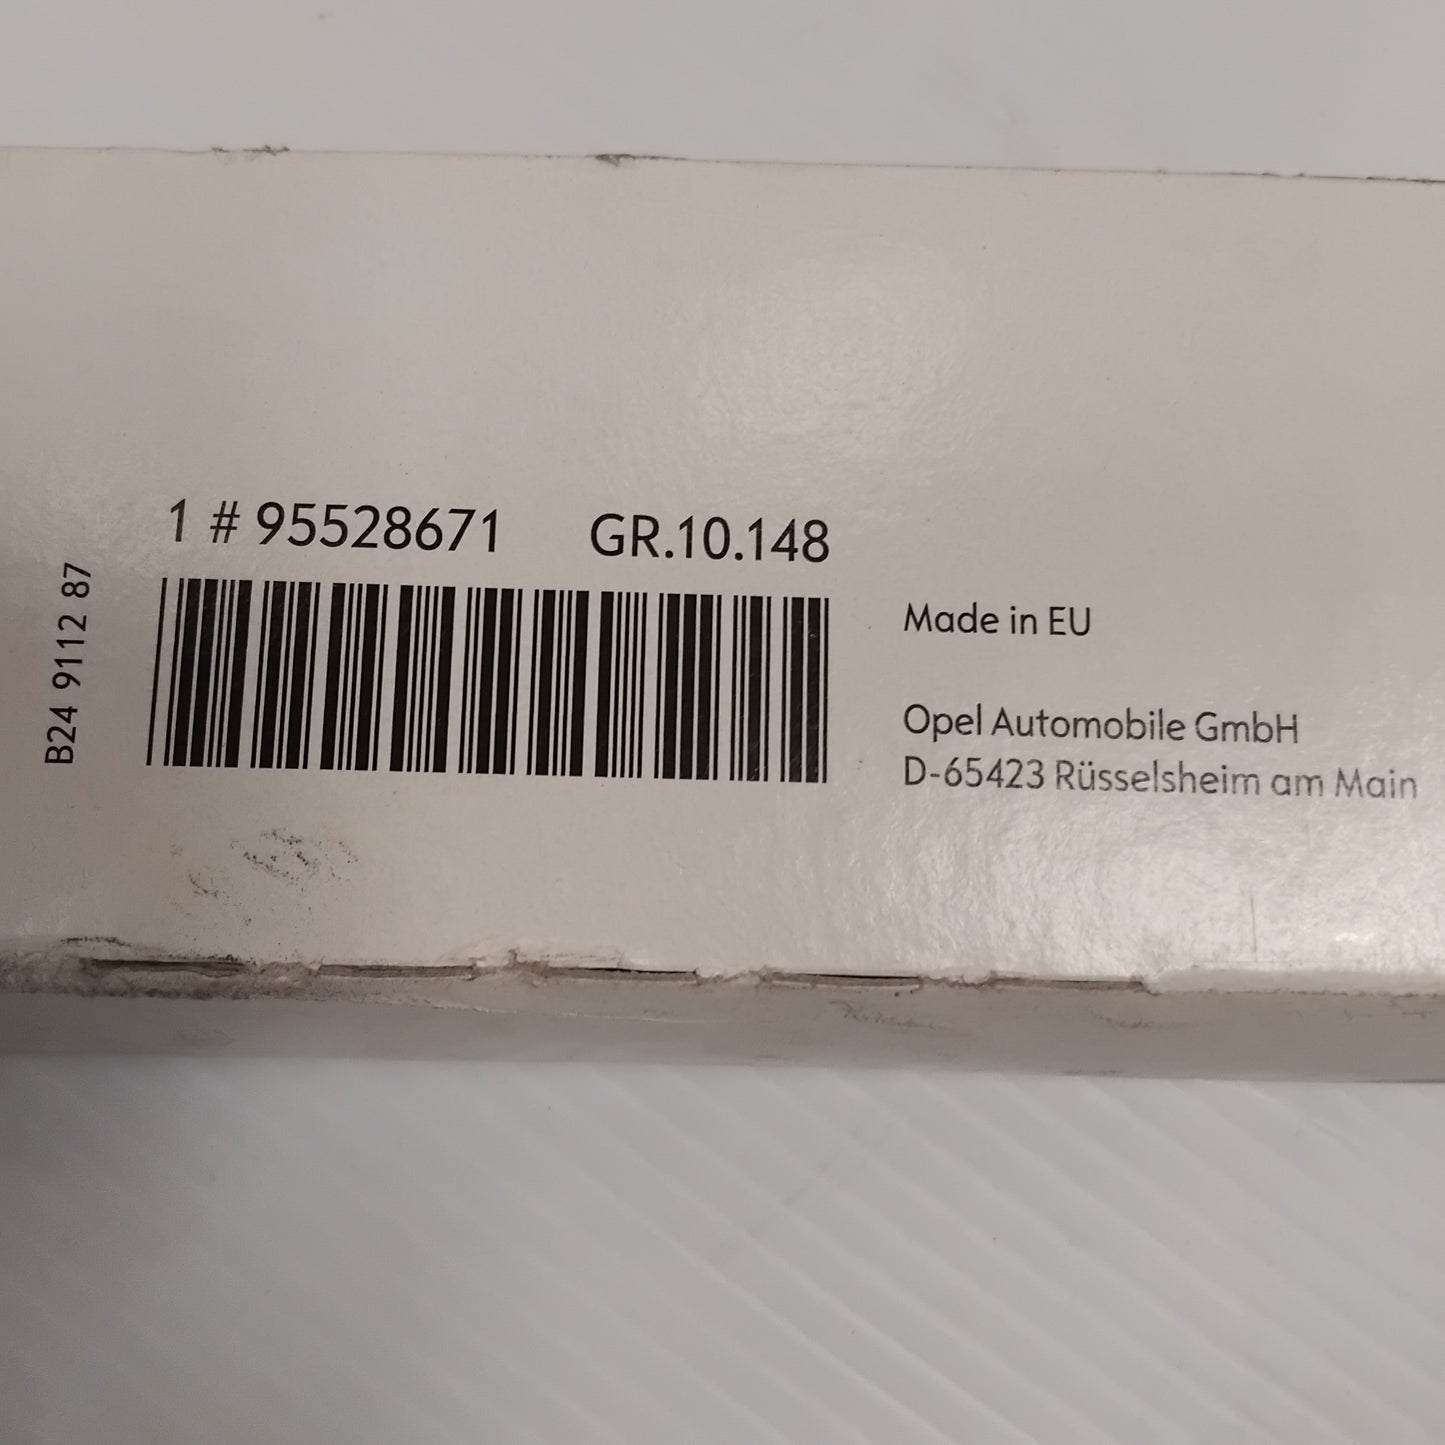 1 # 95528671 GR.10.148
B24 9112 87
Made in EU
Opel Automobile GmbH
D-65423 Rüsselsheim am Main